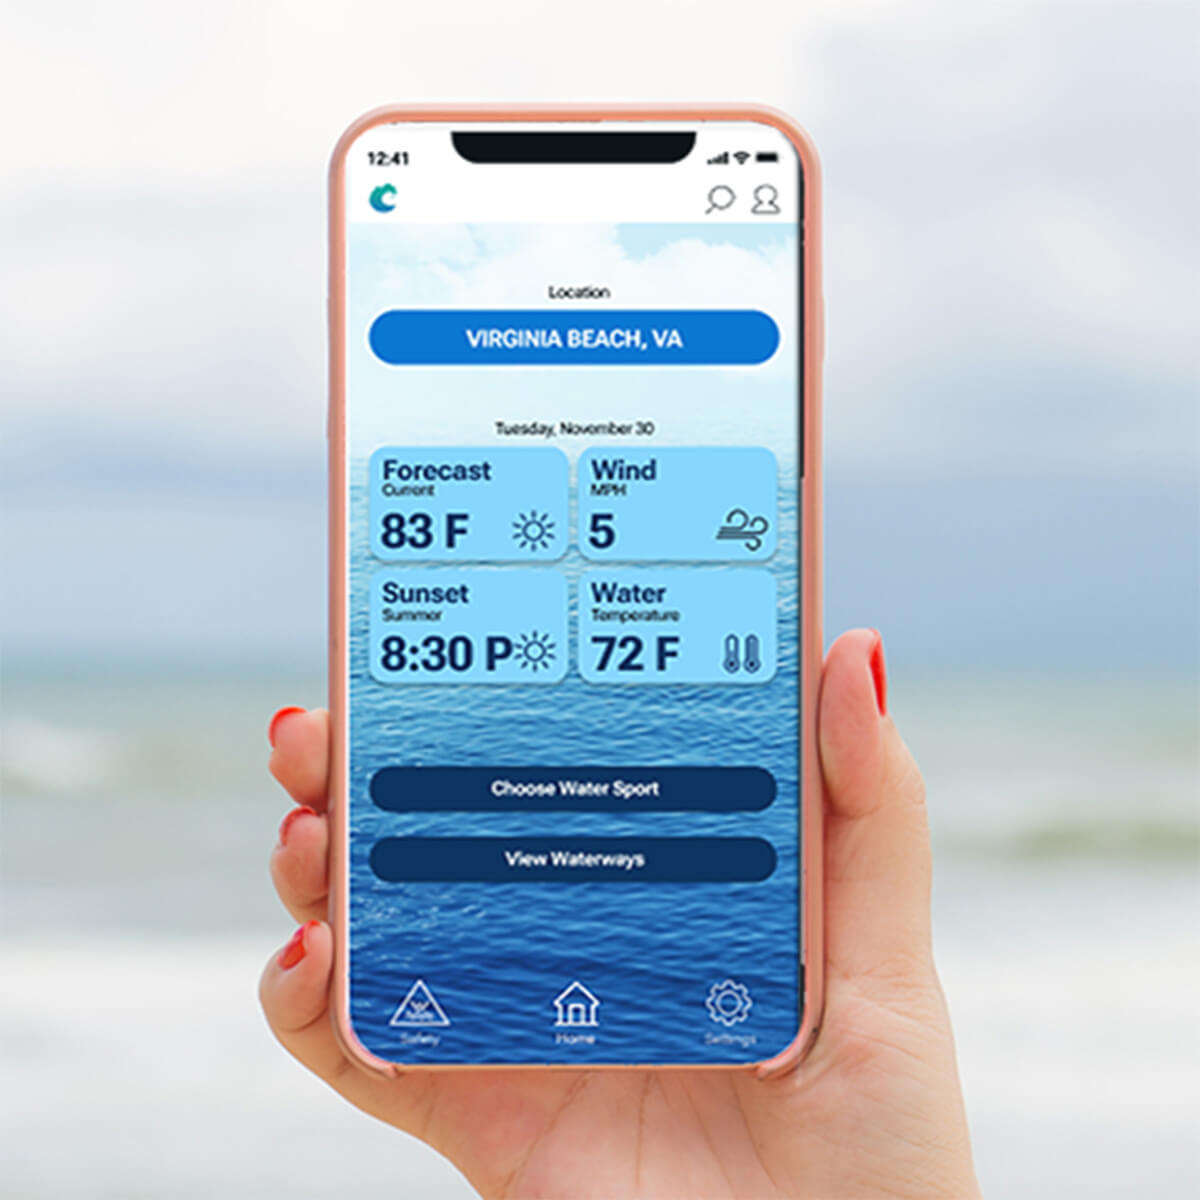 12:41
Location
VIRGINIA BEACH, VA
Tuesday, November 30
Forecast
Current
83 F
Wind
MPH
5
Sunset
Summer
8:30 P
Water
Temperature
72 F
Choose Water Sport
View Waterways
Safety
Home
Settings